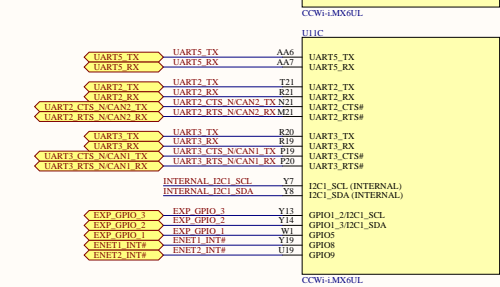 CCWi-i.MX6UL
U11C
UART5_TX UART5_TX AA6 UART5_TX
UART5_RX UART5_RX AA7 UART5_RX
UART2_TX UART2_TX T21 UART2_TX
UART2_RX UART2_RX R21 UART2_RX
UART2_CTS_N/CAN2_TX UART2_CTS_N/CAN2_TX N21 UART2_CTS#
UART2_RTS_N/CAN2_RX UART2_RTS_N/CAN2_RX M21 UART2_RTS#
UART3_TX UART3_TX R20 UART3_TX
UART3_RX UART3_RX R19 UART3_RX
UART3_CTS_N/CAN1_TX UART3_CTS_N/CAN1_TX P19 UART3_CTS#
UART3_RTS_N/CAN1_RX UART3_RTS_N/CAN1_RX P20 UART3_RTS#
INTERNAL_I2C1_SCL Y7 I2C1_SCL (INTERNAL)
INTERNAL_I2C1_SDA Y8 I2C1_SDA (INTERNAL)
EXP_GPIO_3 EXP_GPIO_3 Y13 GPIO1_2/I2C1_SCL
EXP_GPIO_2 EXP_GPIO_2 Y14 GPIO1_3/I2C1_SDA
EXP_GPIO_1 EXP_GPIO_1 W1 GPIO5
ENET1_INT# ENET1_INT# Y19 GPIO8
ENET2_INT# ENET2_INT# U19 GPIO9
CCWi-i.MX6UL